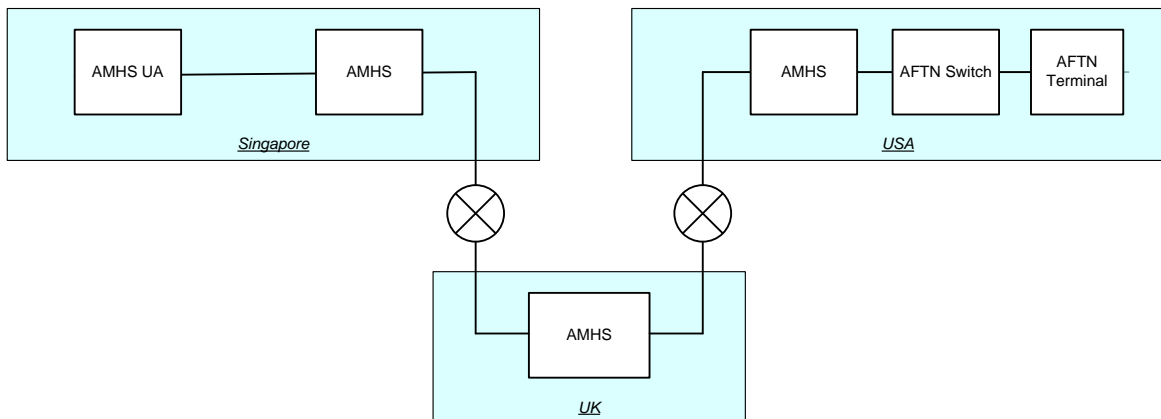 AMHS UA
AMHS
Singapore
AMHS
AFTN Switch
AFTN
Terminal
USA
AMHS
UK